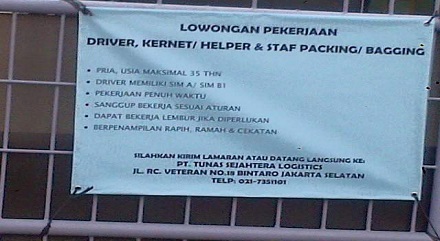 LOWONGAN PEKERJAAN
DRIVER, KERNET/ HELPER & STAF PACKING/ BAGGING
• PRIA, USIA MAKSIMAL 35 THN
• DRIVER MEMILIKI SIM A/ SIM B1
• PEKERJAAN PENUH WAKTU
• SANGGUP BEKERJA SESUAI ATURAN
• DAPAT BEKERJA LEMBUR JIKA DIPERLUKAN
• BERPENAMPILAN RAPIH, RAMAH & CEKATAN
SILAHKAN KIRIM LAMARAN ATAU DATANG LANGSUNG KE:
PT. TUNAS SEJAHTERA LOGISTICS
JL. RC. VETERAN NO.18 BINTARO JAKARTA SELATAN
TELP: 021-7351101